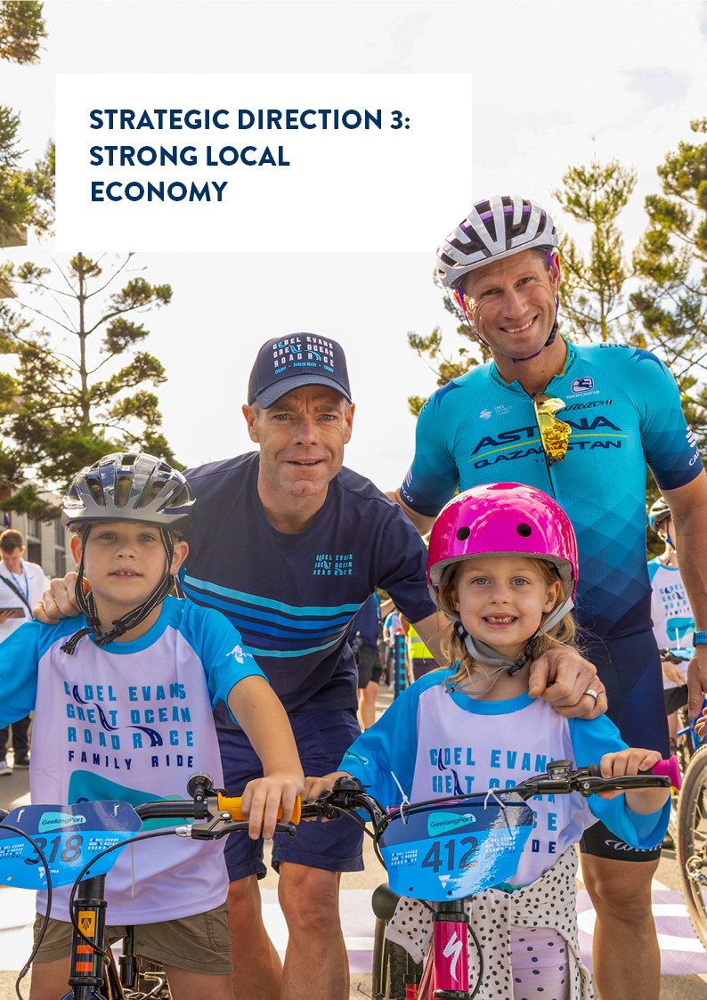 STRATEGIC DIRECTION 3:
STRONG LOCAL
ECONOMY
CADEL EVANS
GREAT OCEAN
ROAD RACE
GIORDANA
ASTANA
QAZAQSTAN
CADEL EVANS
GREAT OCEAN
ROAD RACE
CADEL EVANS
GREAT OCEAN
ROAD RACE
FAMILY RIDE
GeelongPort
318
GeelongPort
412